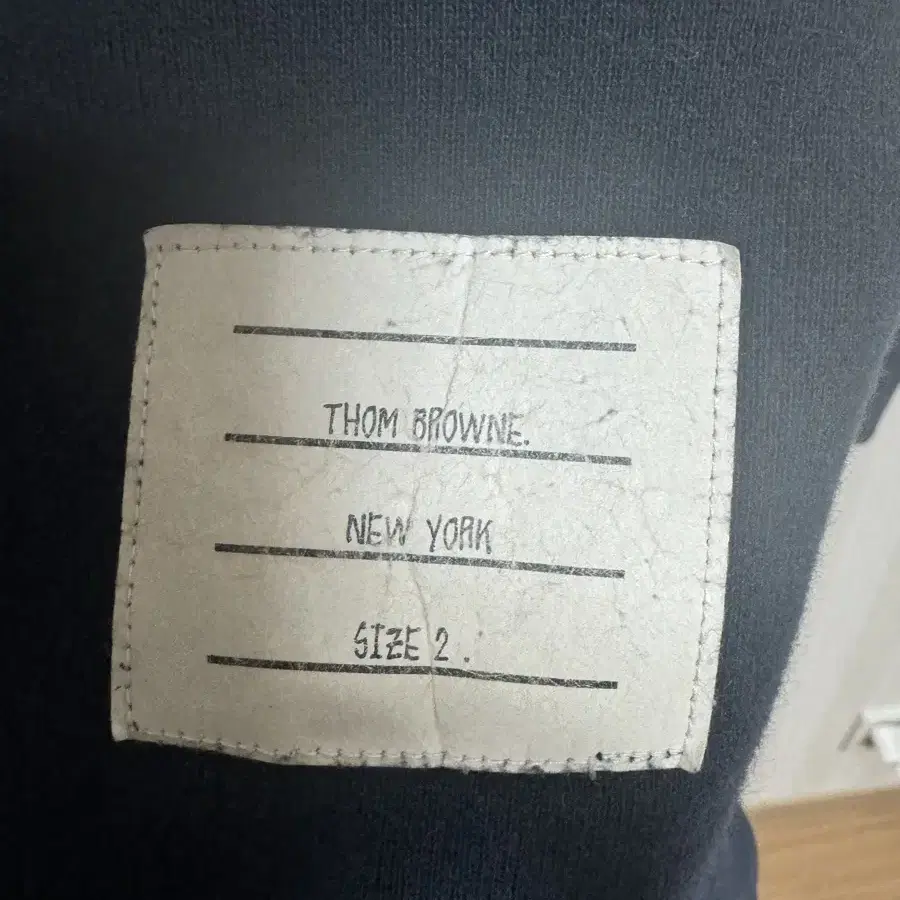 THOM BROWNE.
NEW YORK
SIZE 2.